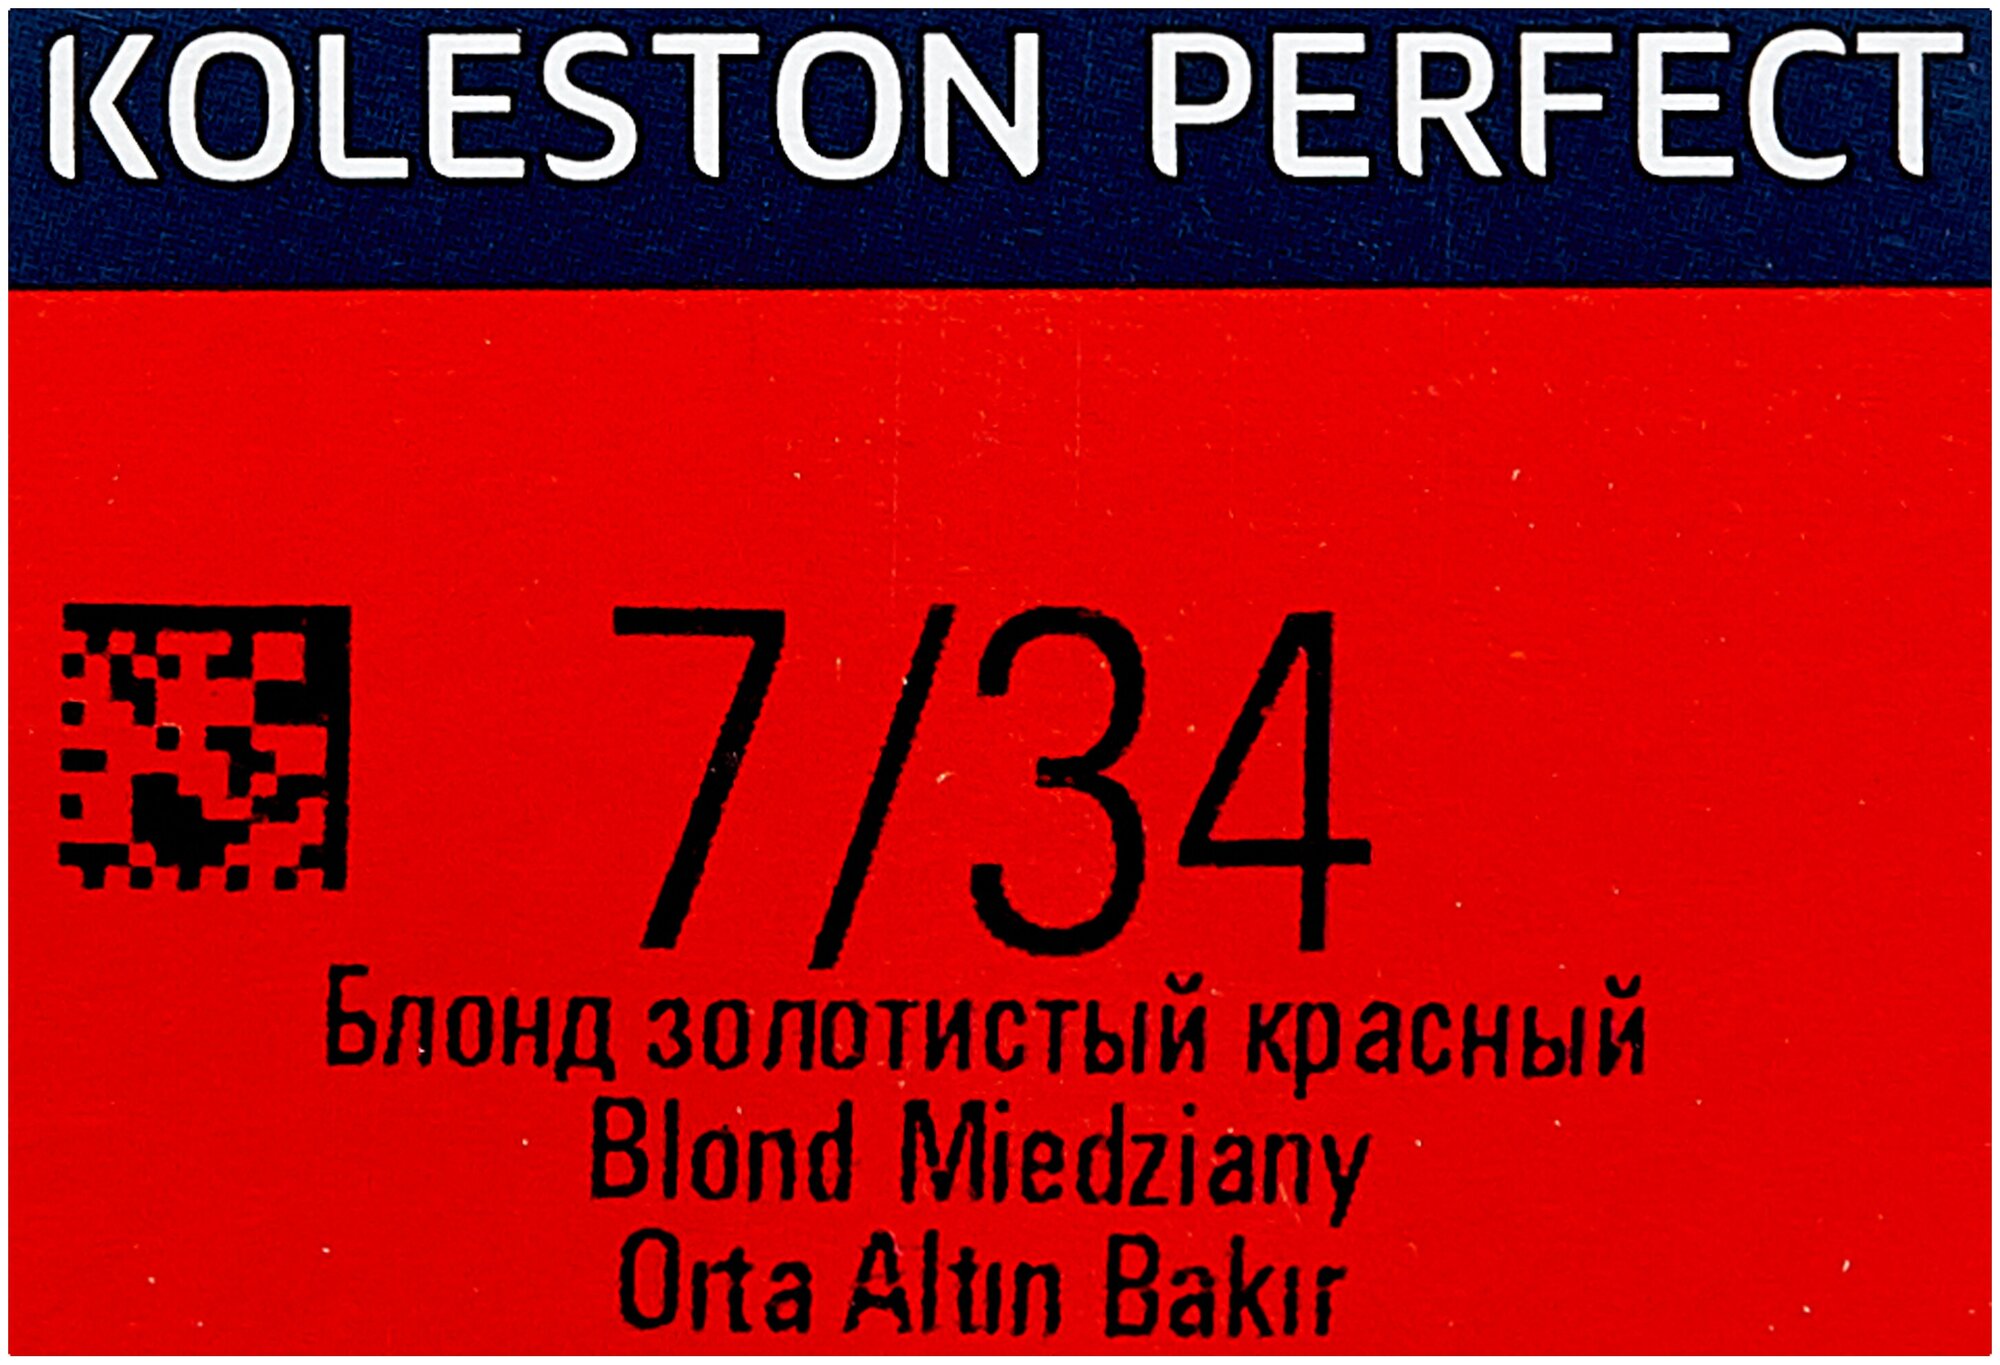 KOLESTON PERFECT
7/34
Блонд золотистый красный
Blond Miedziany
Orta Altın Bakır